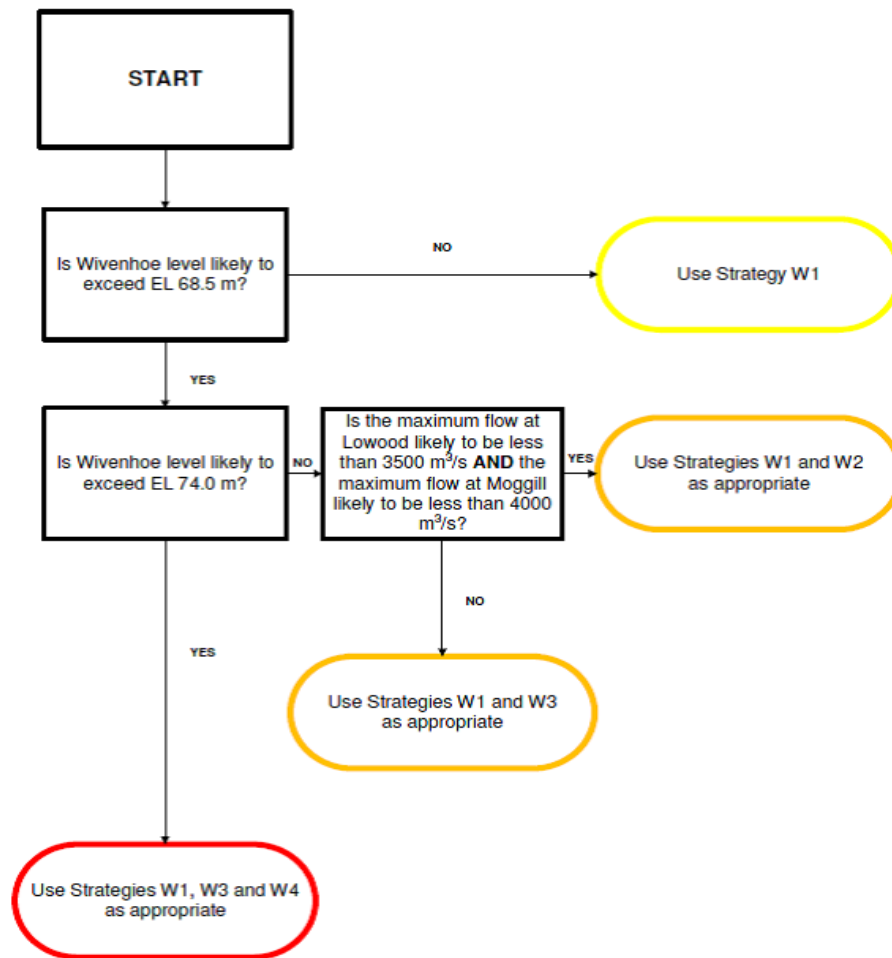 START
Is Wivenhoe level likely to
exceed EL 68.5 m?
NO
Use Strategy W1
YES
Is Wivenhoe level likely to
exceed EL 74.0 m?
NO
Is the maximum flow at
Lowood likely to be less
than 3500 m³/s AND the
maximum flow at Moggill
likely to be less than 4000
m³/s?
YES
Use Strategies W1 and W2
as appropriate
NO
YES
Use Strategies W1 and W3
as appropriate
Use Strategies W1, W3 and W4
as appropriate